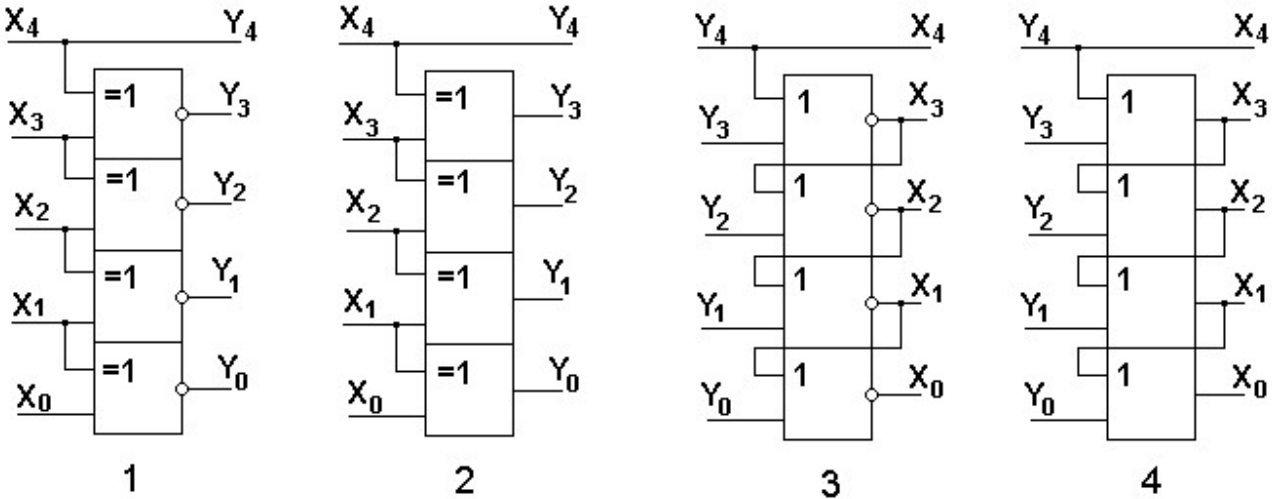 X4 Y4
=1
Y3
X3
=1
Y2
X2
=1
Y1
X1
=1
Y0
X0
1
X4 Y4
=1
Y3
X3
=1
Y2
X2
=1
Y1
X1
=1
Y0
X0
2
Y4 X4
1
X3
Y3
1
X2
Y2
1
X1
Y1
1
X0
Y0
3
Y4 X4
1
X3
Y3
1
X2
Y2
1
X1
Y1
1
X0
Y0
4